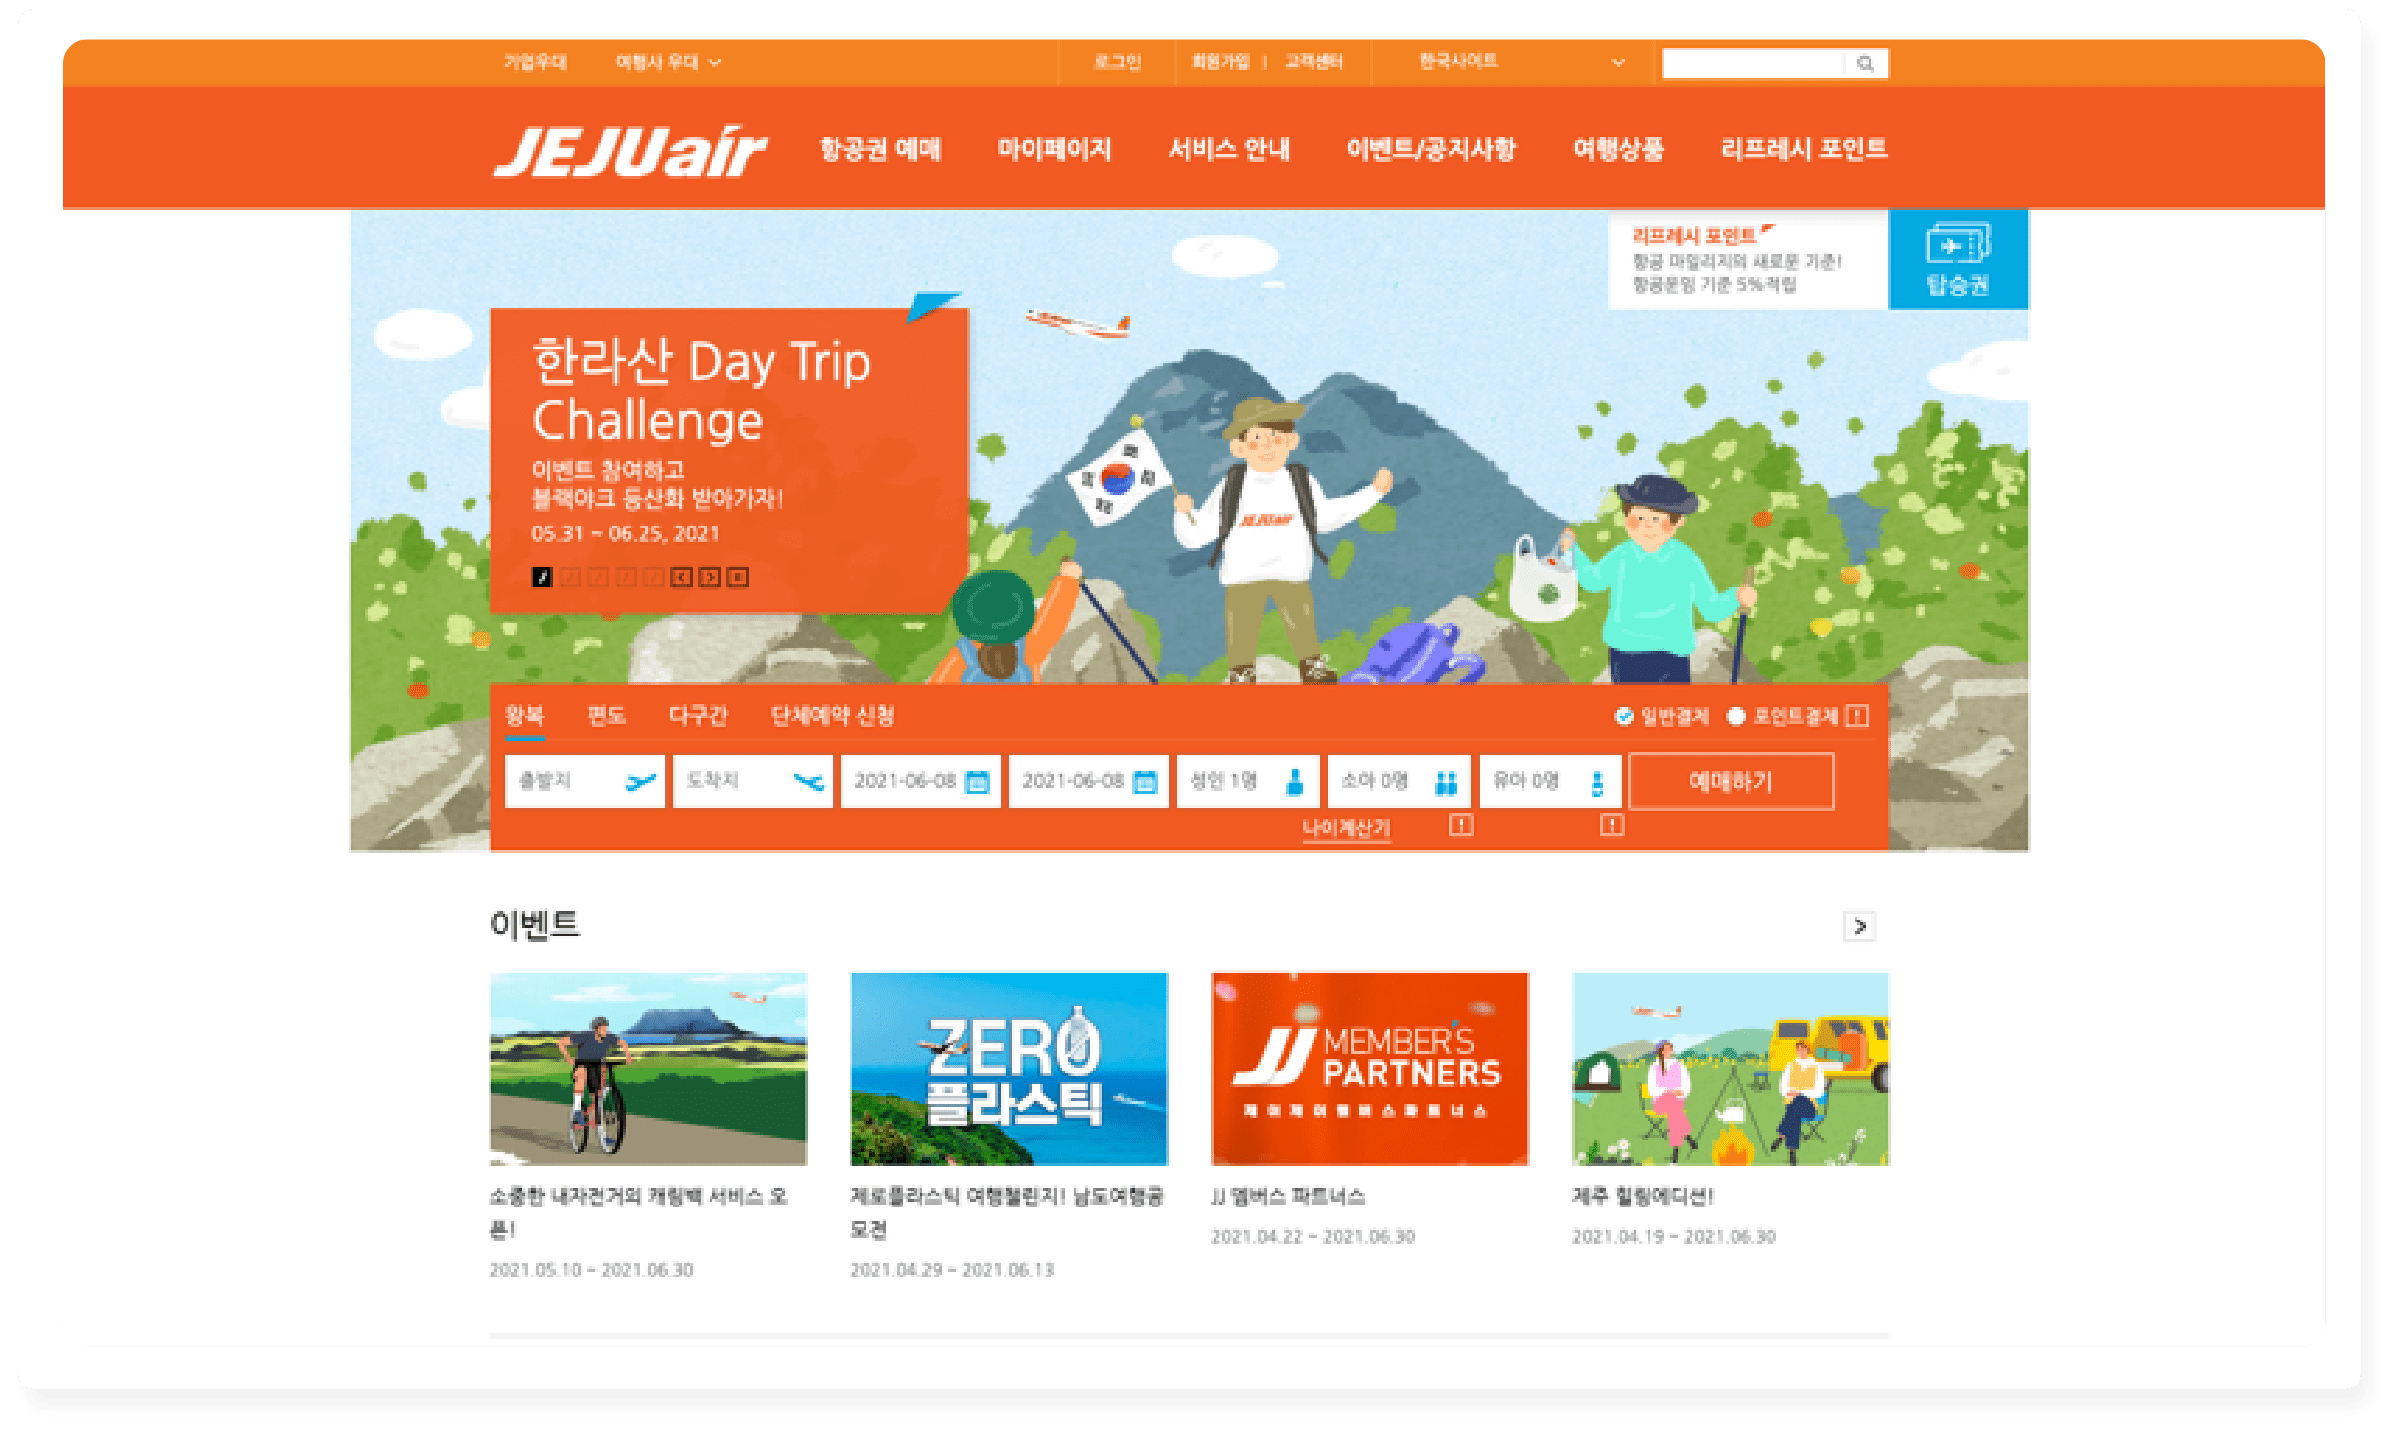 기업우대 여행사 우대 로그인 회원가입 | 고객센터 한국사이트
JEJUair 항공권 예매 마이페이지 서비스 안내 이벤트/공지사항 여행상품 리프레시 포인트
리프레시 포인트
항공 마일리지의 새로운 기준!
항공운임 기준 5%적립
탑승권
한라산 Day Trip
Challenge
이벤트 참여하고
블랙야크 등산화 받아가자!
05.31 ~ 06.25, 2021
JEJUair
왕복 편도 다구간 단체예약 신청 일반결제 포인트결제
출발지 도착지 2021-06-08 2021-06-08 성인 1명 소아 0명 유아 0명 예매하기
나이계산기
이벤트
ZERO
플라스틱
JJ MEMBER'S
PARTNERS
제이제이멤버스파트너스
소중한 내자전거의 캐링백 서비스 오
픈!
2021.05.10 ~ 2021.06.30
제로플라스틱 여행챌린지! 남도여행공
모전
2021.04.29 ~ 2021.06.13
JJ 멤버스 파트너스
2021.04.22 ~ 2021.06.30
제주 힐링에디션!
2021.04.19 ~ 2021.06.30